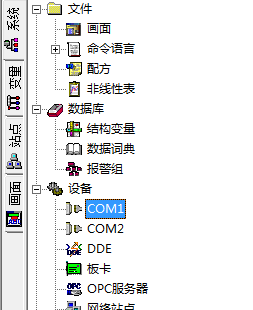 系统
变量
站点
画面
文件
画面
命令语言
配方
非线性表
数据库
结构变量
数据词典
报警组
设备
COM1
COM2
DDE
板卡
OPC服务器
网络站点